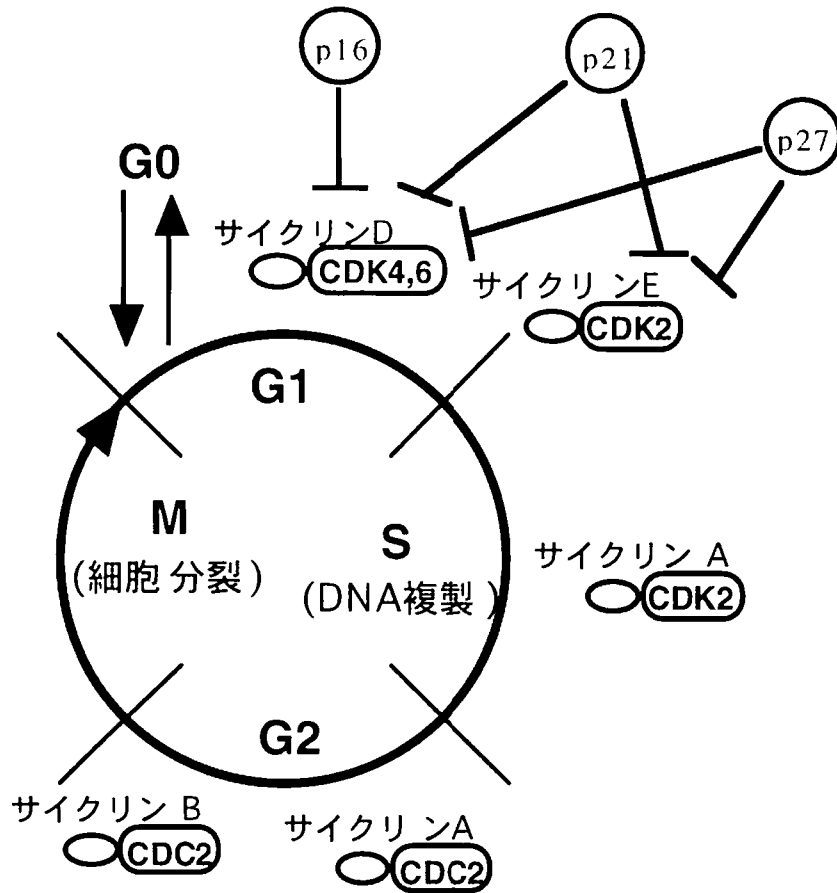 p16
p21
p27
G0
サイクリンD
CDK4,6
サイクリンE
CDK2
G1
M
(細胞分裂)
S
(DNA複製)
サイクリン A
CDK2
G2
サイクリン B
CDC2
サイクリンA
CDC2